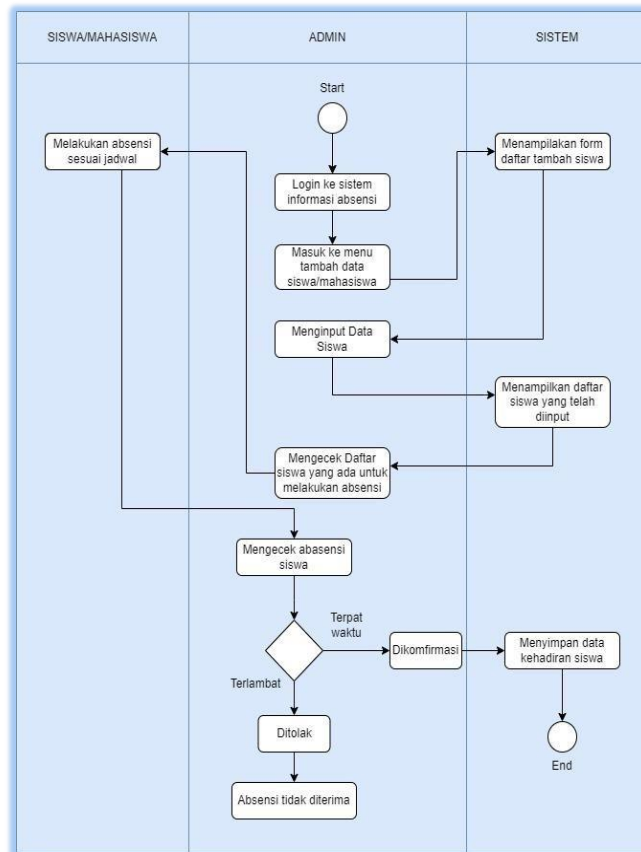 SISWA/MAHASISWA
ADMIN
SISTEM
Start
Melakukan absensi
sesuai jadwal
Menampilakan form
daftar tambah siswa
Login ke sistem
informasi absensi
Masuk ke menu
tambah data
siswa/mahasiswa
Menginput Data
Siswa
Menampilkan daftar
siswa yang telah
diinput
Mengecek Daftar
siswa yang ada untuk
melakukan absensi
Mengecek abasensi
siswa
Terpat
waktu
Dikomfirmasi
Menyimpan data
kehadiran siswa
Terlambat
Ditolak
End
Absensi tidak diterima